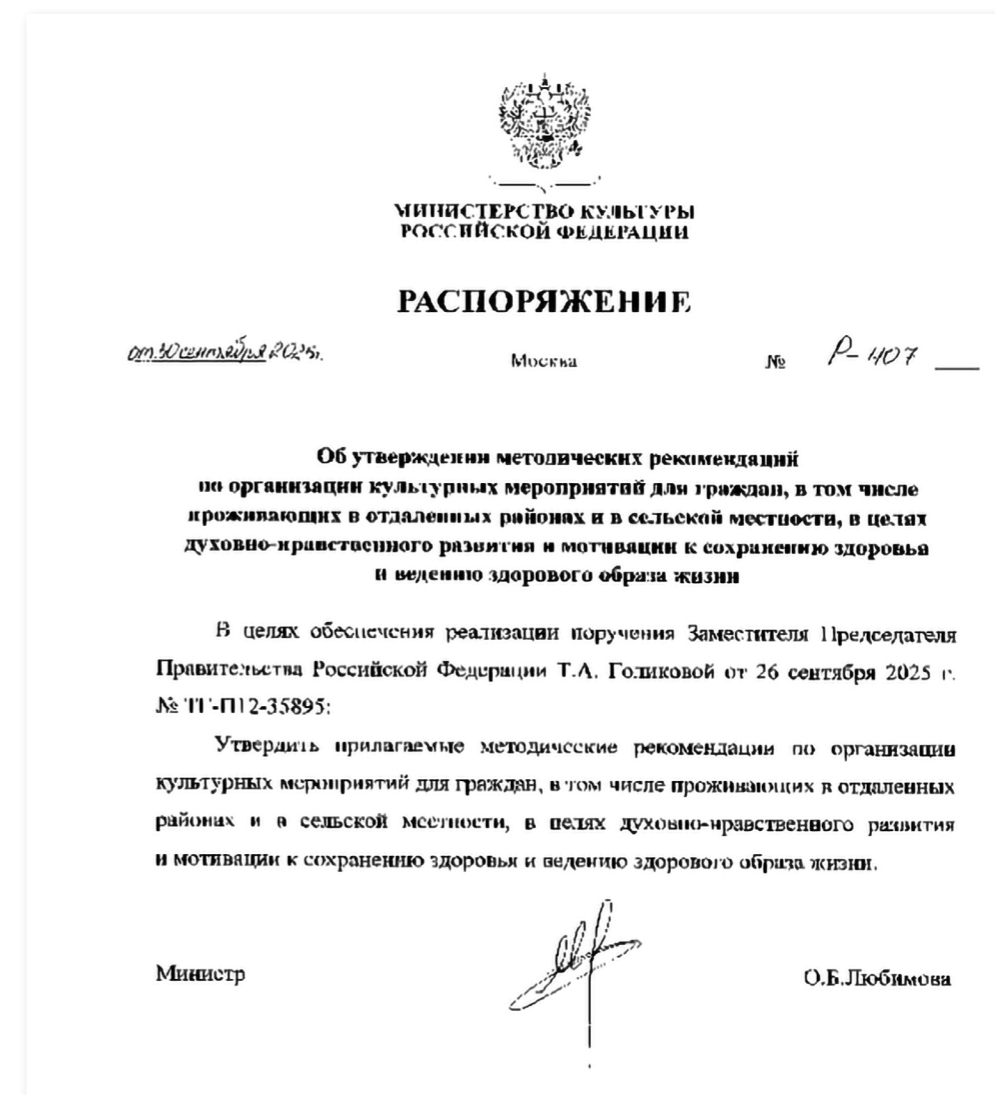 МИНИСТЕРСТВО КУЛЬТУРЫ
РОССИЙСКОЙ ФЕДЕРАЦИИ
РАСПОРЯЖЕНИЕ
от 30 сентября 2025г.
Москва
№ Р-407
Об утверждении методических рекомендаций
по организации культурных мероприятий для граждан, в том числе
проживающих в отдаленных районах и в сельской местности, в целях
духовно-нравственного развития и мотивации к сохранению здоровья
и ведению здорового образа жизни
В целях обеспечения реализации поручения Заместителя Председателя
Правительства Российской Федерации Т.А. Голиковой от 26 сентября 2025 г.
№ ТГ-П12-35895:
Утвердить прилагаемые методические рекомендации по организации
культурных мероприятий для граждан, в том числе проживающих в отдаленных
районах и в сельской местности, в целях духовно-нравственного развития
и мотивации к сохранению здоровья и ведению здорового образа жизни.
Министр
О.Б.Любимова